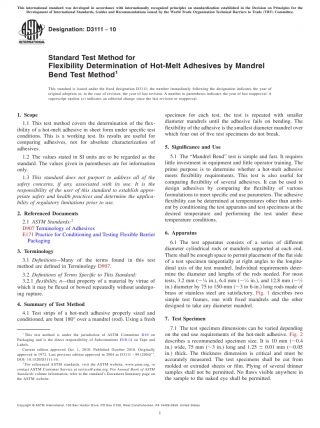 This international standard was developed in accordance with internationally recognized principles on standardization established in the Decision on Principles for the
Development of International Standards, Guides and Recommendations issued by the World Trade Organization Technical Barriers to Trade (TBT) Committee.
Designation: D3111 − 10
INTERNATIONAL
Standard Test Method for
Flexibility Determination of Hot-Melt Adhesives by Mandrel
Bend Test Method1
This standard is issued under the fixed designation D3111; the number immediately following the designation indicates the year of
original adoption or, in the case of revision, the year of last revision. A number in parentheses indicates the year of last reapproval. A
superscript epsilon (ε) indicates an editorial change since the last revision or reapproval.
1. Scope
1.1 This test method covers the determination of the flex-
ibility of a hot-melt adhesive in sheet form under specific test
conditions. This is a working test. Its results are useful for
comparing adhesives, not for absolute characterization of
adhesives.
1.2 The values stated in SI units are to be regarded as the
standard. The values given in parentheses are for information
only.
1.3 This standard does not purport to address all of the
safety concerns, if any, associated with its use. It is the
responsibility of the user of this standard to establish appro-
priate safety and health practices and determine the applica-
bility of regulatory limitations prior to use.
2. Referenced Documents
2.1 ASTM Standards:2
D907 Terminology of Adhesives
E171 Practice for Conditioning and Testing Flexible Barrier
Packaging
3. Terminology
3.1 Definitions—Many of the terms found in this test
method are defined in Terminology D907.
3.2 Definitions of Terms Specific to This Standard:
3.2.1 flexibility, n—that property of a material by virtue of
which it may be flexed or bowed repeatedly without undergo-
ing rupture.
4. Summary of Test Method
4.1 Test strips of a hot-melt adhesive properly sized and
conditioned, are bent 180° over a mandrel (rod). Using a fresh
1 This test method is under the jurisdiction of ASTM Committee D10 on
Packaging and is the direct responsibility of Subcommittee D10.14 on Tape and
Labels.
Current edition approved Oct. 1, 2010. Published October 2010. Originally
approved in 1972. Last previous edition approved in 2004 as D3111 – 99 (2004).
DOI: 10.1520/D3111-10.
2 For referenced ASTM standards, visit the ASTM website, www.astm.org, or
contact ASTM Customer Service at service@astm.org. For Annual Book of ASTM
Standards volume information, refer to the standard's Document Summary page on
the ASTM website.
specimen for each test, the test is repeated with smaller
diameter mandrels until the adhesive fails on bending. The
flexibility of the adhesive is the smallest diameter mandrel over
which four out of five test specimens do not break.
5. Significance and Use
5.1 The "Mandrel Bend" test is simple and fast. It requires
little investment in equipment and little operator training. The
prime purpose is to determine whether a hot-melt adhesive
meets flexibility requirements. This test is also useful for
comparing flexibility of several adhesives. It can be used to
design adhesives by comparing the flexibility of various
formulations to meet specific end use parameters. The adhesive
flexibility can be determined at temperatures other than ambi-
ent by conditioning the test apparatus and test specimens at the
desired temperature and performing the test under these
temperature conditions.
6. Apparatus
6.1 The test apparatus consists of a series of different
diameter cylindrical rods or mandrels supported at each end.
There shall be enough space to permit placement of the the side
of a test specimen tangentially at right angles to the longitu-
dinal axis of the test mandrel. Individual requirements deter-
mine the diameter and lengths of the rods needed. For most
tests, 3.2 mm (~1⁄8 in.), 6.4 mm (~1⁄4 in.), and 12.8 mm (~1⁄2
in.) diameter by 75 to 150 mm (~3 to 6-in.) long rods, made of
brass or stainless steel are satisfactory. Fig. 1 describes two
simple test fixtures, one with fixed mandrels and the other
designed to take any diameter mandrel.
7. Test Specimen
7.1 The test specimen dimensions can be varied depending
on the end use requirements of the hot-melt adhesive. Fig. 2
describes a recommended specimen size. It is 10 mm (~0.4
in.) wide, 75 mm (~3 in.) long and 1.25 ± 0.01 mm (~0.05
in.) thick. The thickness dimension is critical and must be
accurately measured. The test specimens shall be cut from
molded or extruded sheets or film. Plying of several thinner
samples shall not be permitted. No flaws visible anywhere in
the sample to the naked eye shall be permitted.
Copyright © ASTM International, 100 Barr Harbor Drive, PO Box C700, West Conshohocken, PA 19428-2959. United States
1